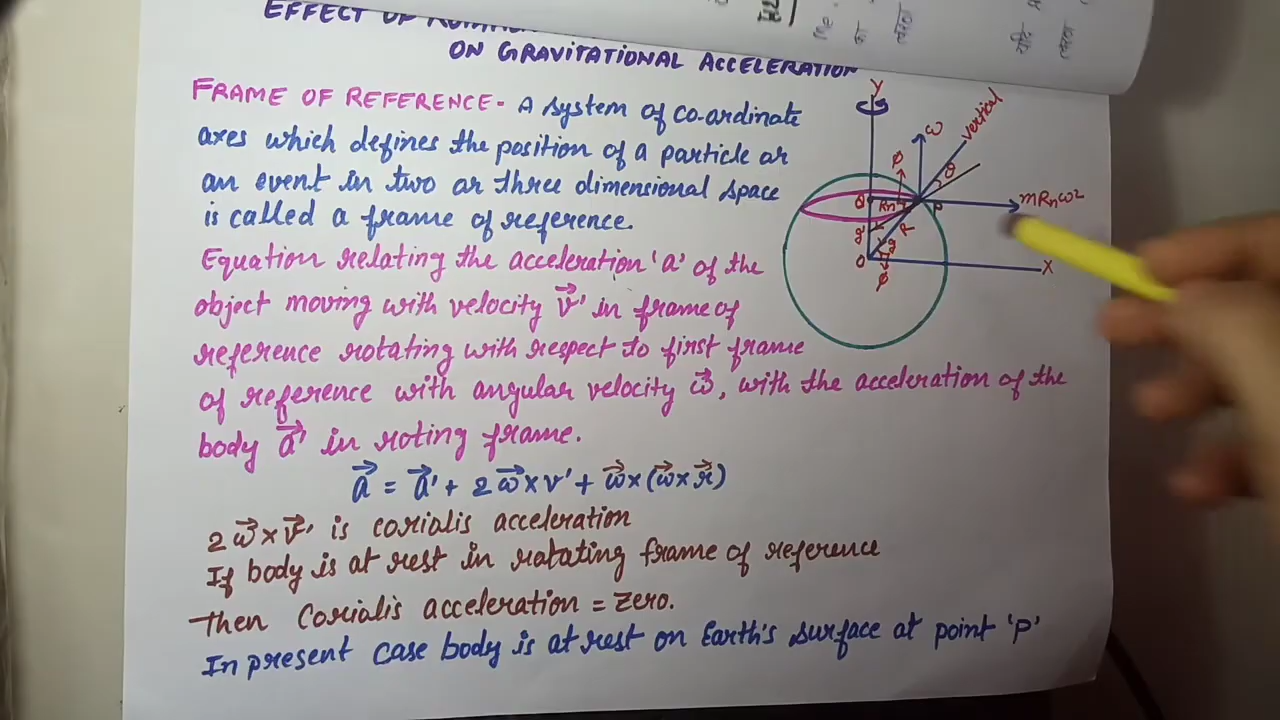 EFFECT OF
ON GRAVITATIONAL ACCELERATION
FRAME OF REFERENCE- A system of co-ordinate
axes which defines the position of a particle or
an event in two or three dimensional space
is called a frame of reference.
Equation relating the acceleration 'a' of the
object moving with velocity v⃗' in frame of
reference rotating with respect to first frame
of reference with angular velocity ω⃗, with the acceleration of the
body a⃗' in roting frame.
a⃗ = a⃗' + 2 ω⃗ × v' + ω⃗ × (ω⃗ × r⃗)
2 ω⃗ × v⃗' is coriolis acceleration
If body is at rest in rotating frame of reference
Then Coriolis acceleration = Zero.
In present case body is at rest on Earth's surface at point 'p'
Y
ω
vertical
φ
θ
mRnω2
Rn
P
R
g'
g
O
φ
X